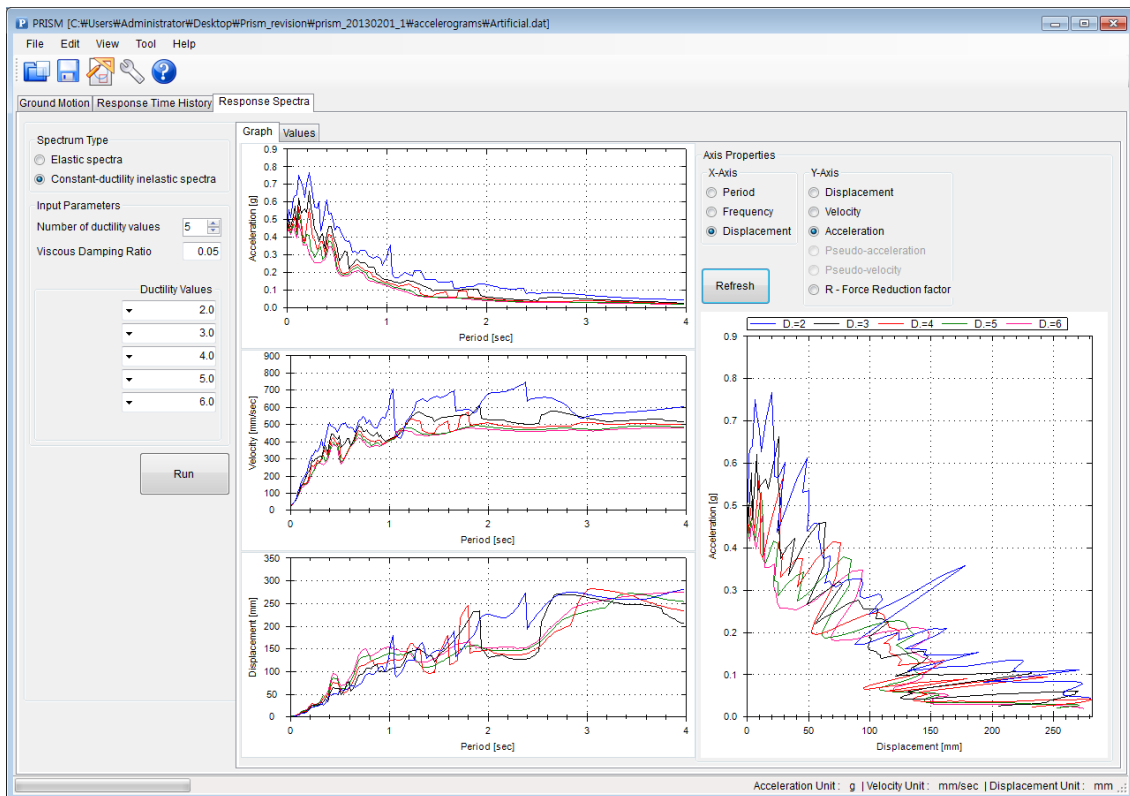 PRISM [C:₩Users₩Administrator₩Desktop₩Prism_revision₩prism_20130201_1₩accelerograms₩Artificial.dat]
File Edit View Tool Help
Ground Motion Response Time History Response Spectra
Spectrum Type
Elastic spectra
Constant-ductility inelastic spectra
Input Parameters
Number of ductility values 5
Viscous Damping Ratio 0.05
Ductility Values
2.0
3.0
4.0
5.0
6.0
Run
Graph Values
Acceleration [g]
0.9
0.8
0.7
0.6
0.5
0.4
0.3
0.2
0.1
0.0
0 1 2 3 4
Period [sec]
Velocity [mm/sec]
900
800
700
600
500
400
300
200
100
0
0 1 2 3 4
Period [sec]
Displacement [mm]
350
300
250
200
150
100
50
0
0 1 2 3 4
Period [sec]
Axis Properties
X-Axis
Period
Frequency
Displacement
Y-Axis
Displacement
Velocity
Acceleration
Pseudo-acceleration
Pseudo-velocity
R - Force Reduction factor
Refresh
D.=2 D.=3 D.=4 D.=5 D.=6
Acceleration [g]
0.9
0.8
0.7
0.6
0.5
0.4
0.3
0.2
0.1
0.0
0 50 100 150 200 250
Displacement [mm]
Acceleration Unit : g | Velocity Unit : mm/sec | Displacement Unit : mm